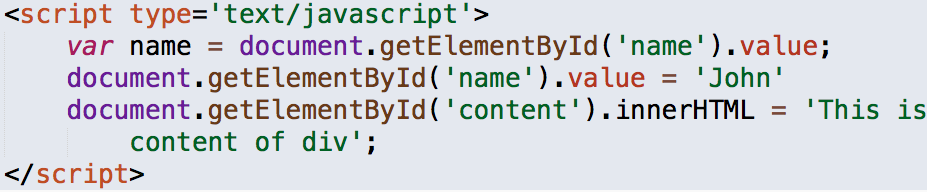 <script type='text/javascript'>
var name = document.getElementById('name').value;
document.getElementById('name').value = 'John'
document.getElementById('content').innerHTML = 'This is
content of div';
</script>